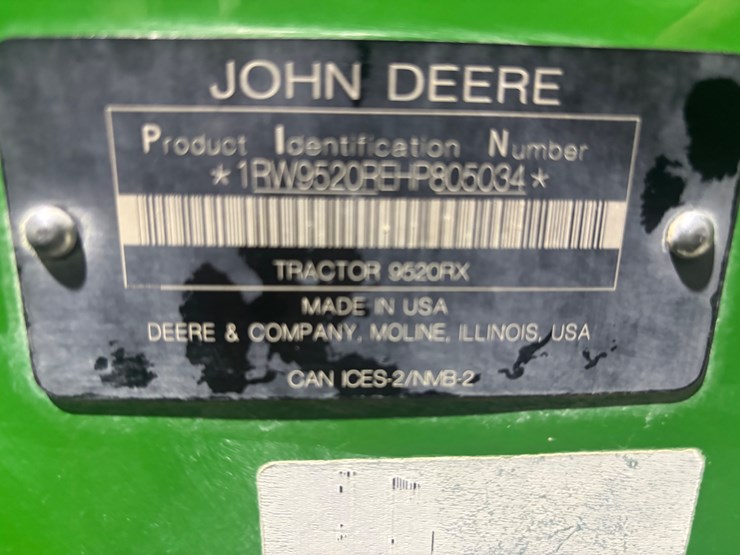 JOHN DEERE
Product Identification Number
*1RW9520REHP805034*
TRACTOR 9520RX
MADE IN USA
DEERE & COMPANY, MOLINE, ILLINOIS, USA
CAN ICES-2/NMB-2